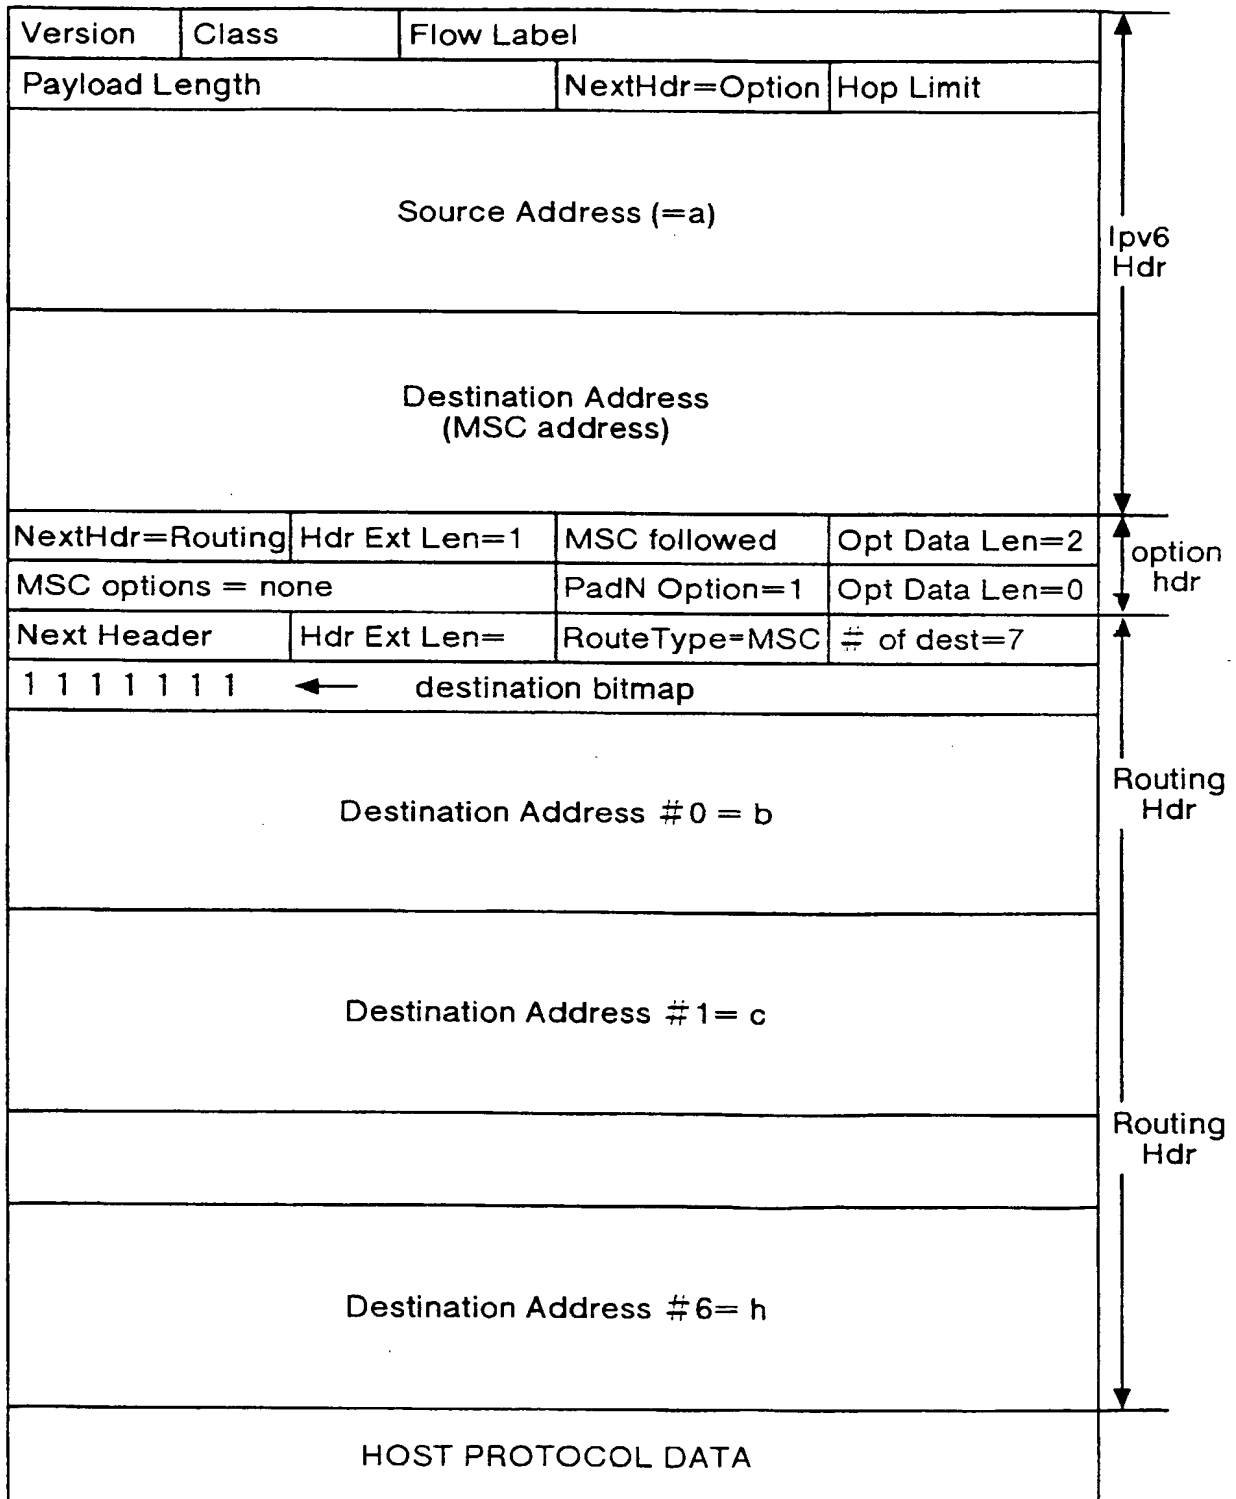 Version Class Flow Label
Payload Length NextHdr=Option Hop Limit
Source Address (=a)
Ipv6
Hdr
Destination Address
(MSC address)
NextHdr=Routing Hdr Ext Len=1 MSC followed Opt Data Len=2
option
hdr
MSC options = none PadN Option=1 Opt Data Len=0
Next Header Hdr Ext Len= RouteType=MSC # of dest=7
1 1 1 1 1 1 1 ← destination bitmap
Routing
Hdr
Destination Address #0 = b
Destination Address #1= c
Routing
Hdr
Destination Address #6= h
HOST PROTOCOL DATA